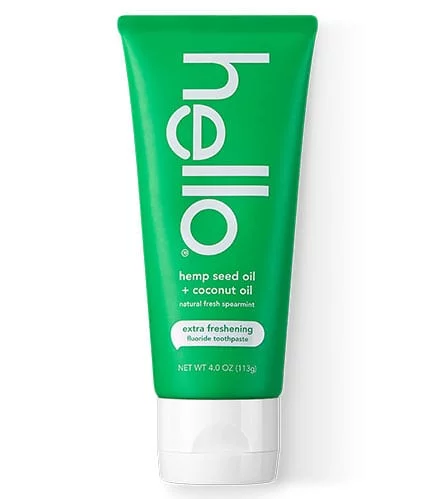 hello®
hemp seed oil
+ coconut oil
natural fresh spearmint
extra freshening
fluoride toothpaste
NET WT 4.0 OZ (113g)